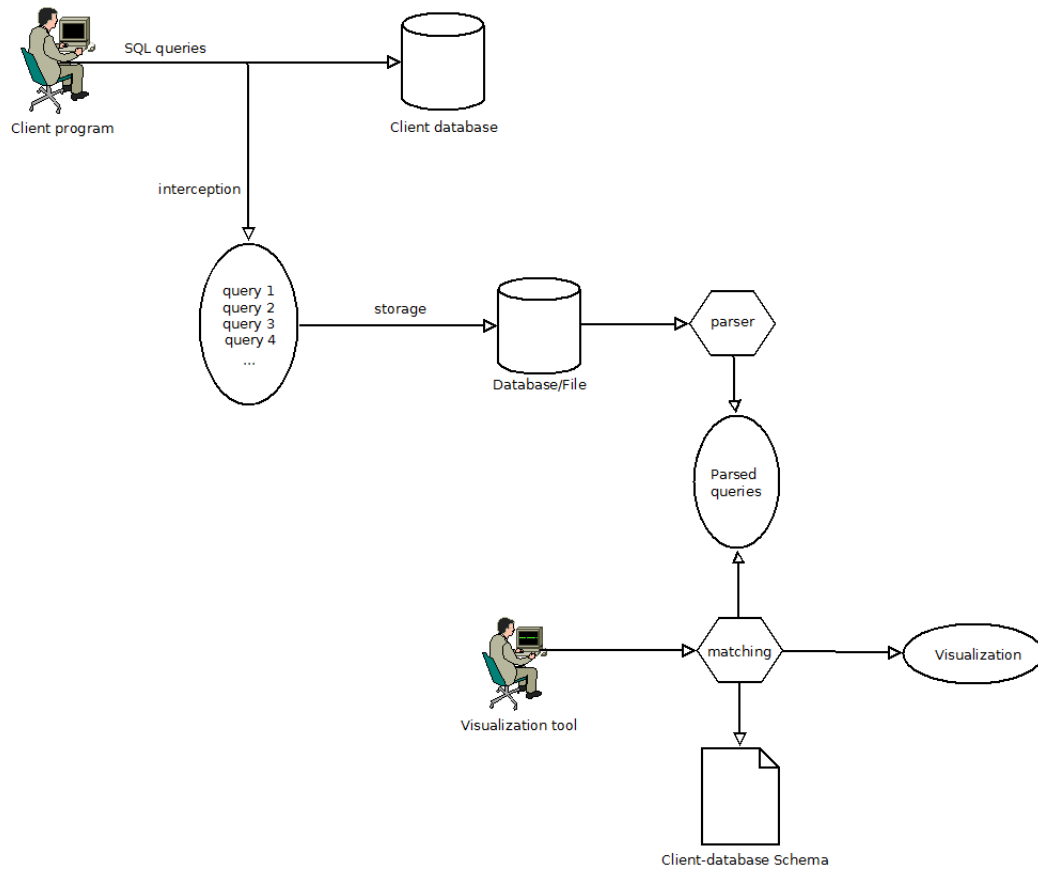 SQL queries
Client program
Client database
interception
query 1
query 2
query 3
query 4
...
storage
Database/File
parser
Parsed
queries
matching
Visualization
Visualization tool
Client-database Schema